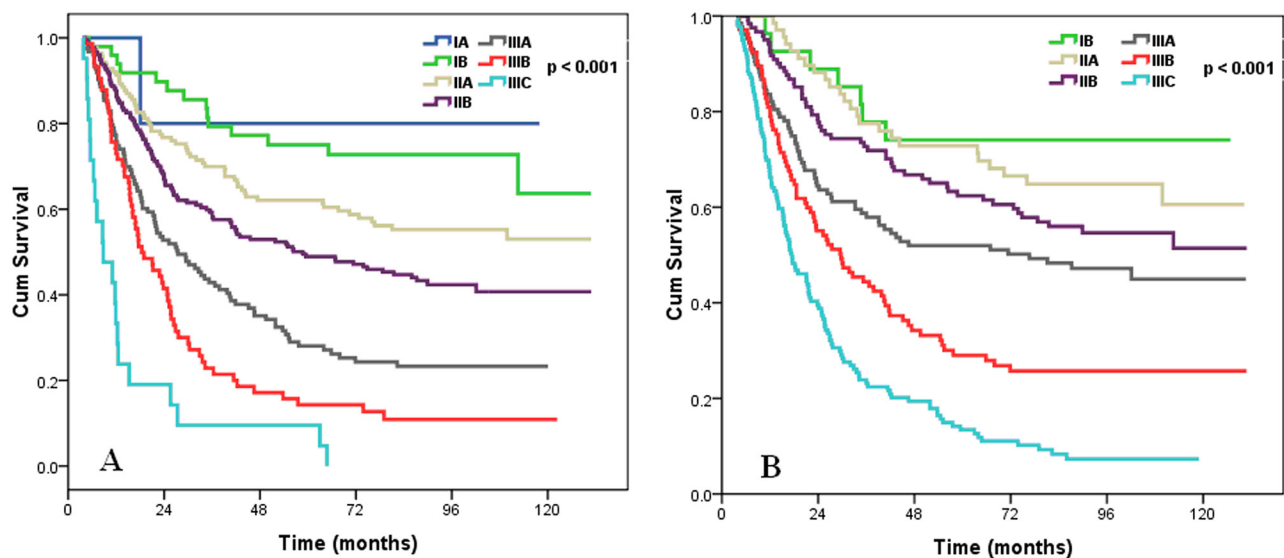 1.0
0.8
0.6
0.4
0.2
0.0
Cum Survival
IA IIIA
IB IIIB
IIA IIIC
IIB
p < 0.001
A
0 24 48 72 96 120
Time (months)
1.0
0.8
0.6
0.4
0.2
0.0
Cum Survival
IB IIIA
IIA IIIB
IIB IIIC
p < 0.001
B
0 24 48 72 96 120
Time (months)